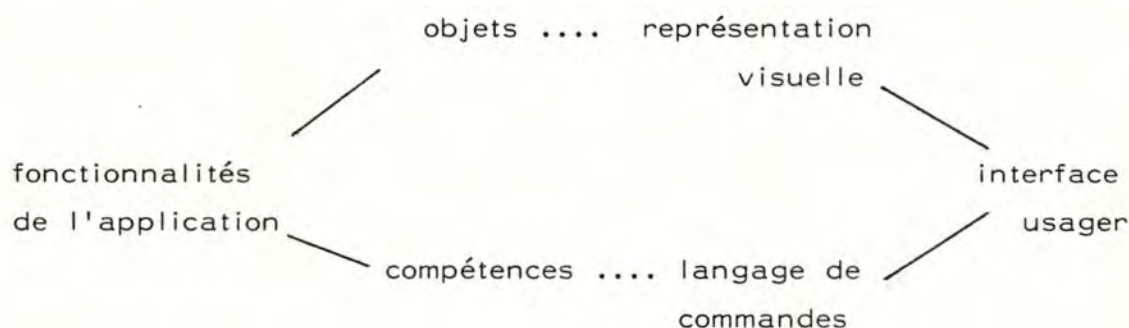 objets .... représentation
visuelle
fonctionnalités
de l'application
interface
usager
compétences .... langage de
commandes